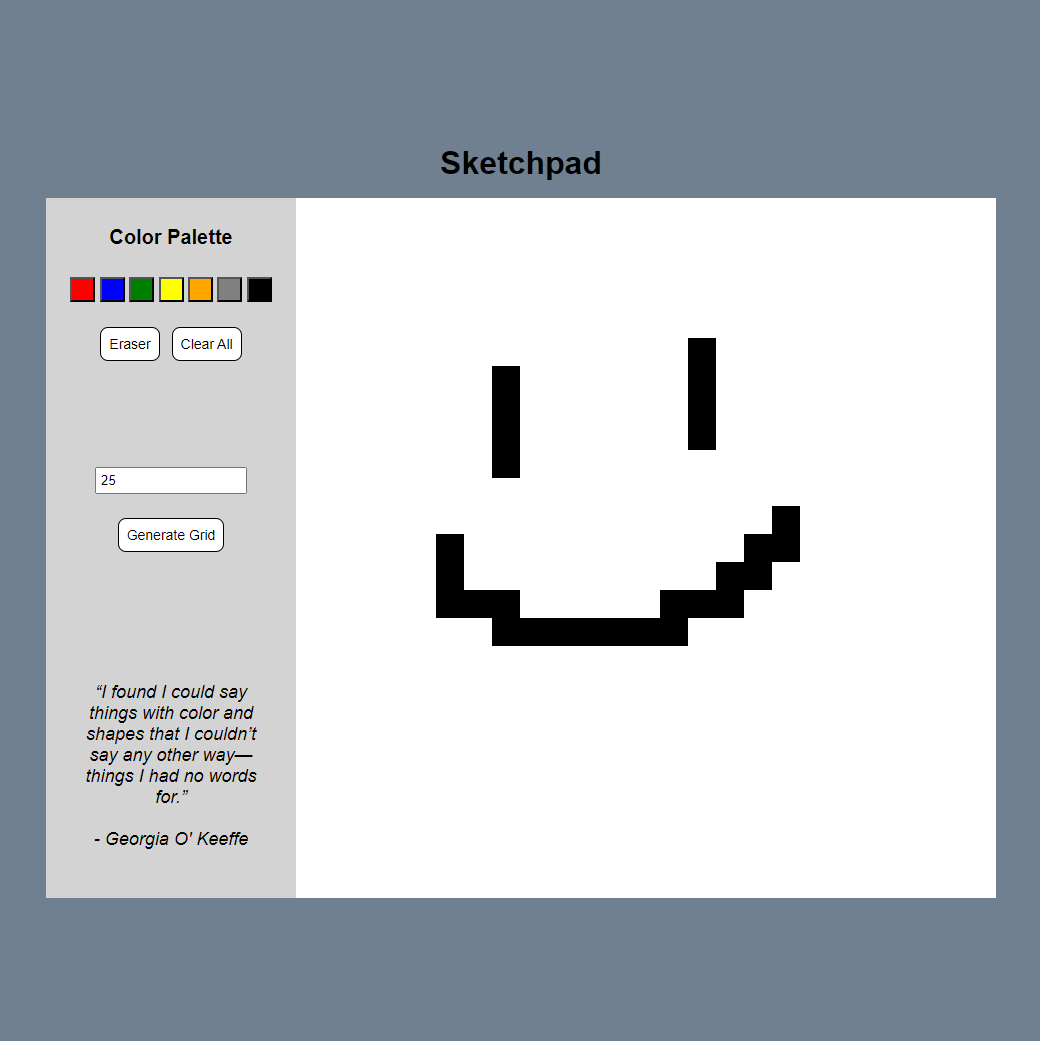 Sketchpad
Color Palette
Eraser
Clear All
25
Generate Grid
“I found I could say
things with color and
shapes that I couldn’t
say any other way—
things I had no words
for.”
- Georgia O' Keeffe